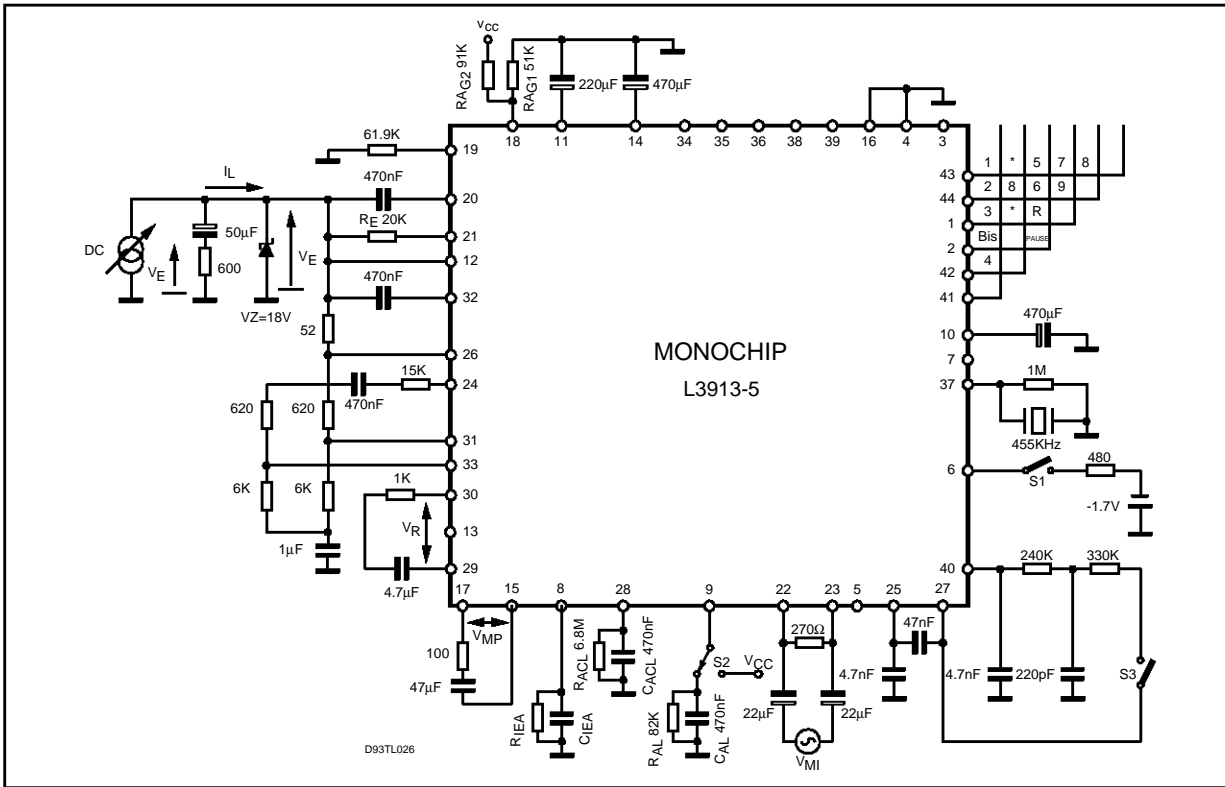 VCC
RAG2 91K
RAG1 51K
220µF
470µF
18
11
14
34
35
36
38
39
16
4
3
61.9K
19
IL
470nF
20
50µF
RE 20K
21
DC
VE
600
VE
12
VZ=18V
470nF
32
52
26
15K
24
470nF
620
620
31
33
6K
6K
1K
30
VR
13
1µF
4.7µF
29
MONOCHIP
L3913-5
43
1
*
5
7
8
44
2
8
6
9
1
3
*
R
2
Bis
PAUSE
42
4
41
10
470µF
7
37
1M
455KHz
6
S1
480
-1.7V
40
240K
330K
17
15
8
28
9
22
23
5
25
27
VMP
100
47µF
RACL 6.8M
CACL 470nF
RIEA
CIEA
S2
VCC
RAL 82K
CAL 470nF
270Ω
22µF
22µF
VMI
47nF
4.7nF
4.7nF
220pF
S3
D93TL026